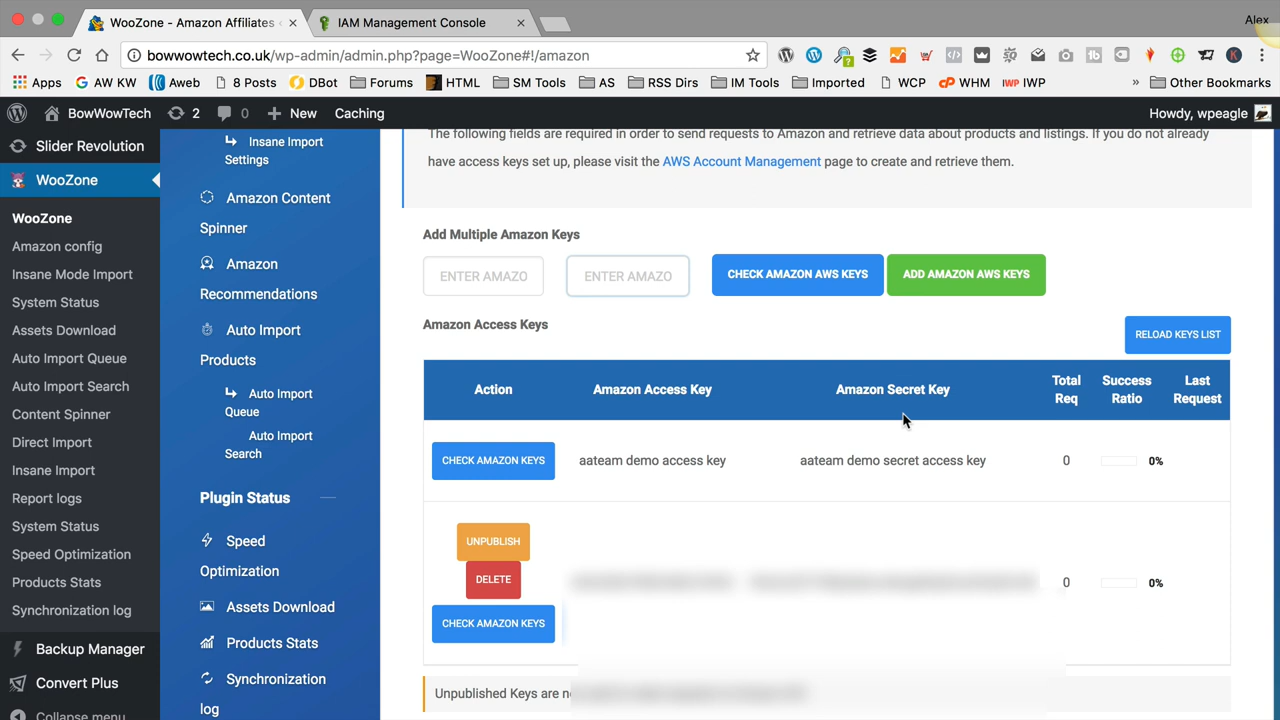 WooZone - Amazon Affiliates
IAM Management Console
Alex
bowwowtech.co.uk/wp-admin/admin.php?page=WooZone#!/amazon
Apps
AW KW
Aweb
8 Posts
DBot
Forums
HTML
SM Tools
AS
RSS Dirs
IM Tools
Imported
WCP
WHM
IWP
»
Other Bookmarks
BowWowTech
2
0
New
Caching
Howdy, wpeagle
Slider Revolution
WooZone
WooZone
Amazon config
Insane Mode Import
System Status
Assets Download
Auto Import Queue
Auto Import Search
Content Spinner
Direct Import
Insane Import
Report logs
System Status
Speed Optimization
Products Stats
Synchronization log
Backup Manager
Convert Plus
Collapse menu
Insane Import
Settings
Amazon Content
Spinner
Amazon
Recommendations
Auto Import
Products
Auto Import
Queue
Auto Import
Search
Plugin Status
Speed
Optimization
Assets Download
Products Stats
Synchronization
log
The following fields are required in order to send requests to Amazon and retrieve data about products and listings. If you do not already
have access keys set up, please visit the AWS Account Management page to create and retrieve them.
Add Multiple Amazon Keys
ENTER AMAZO
ENTER AMAZO
CHECK AMAZON AWS KEYS
ADD AMAZON AWS KEYS
Amazon Access Keys
RELOAD KEYS LIST
Action
Amazon Access Key
Amazon Secret Key
Total
Req
Success
Ratio
Last
Request
CHECK AMAZON KEYS
aateam demo access key
aateam demo secret access key
0
0%
UNPUBLISH
DELETE
CHECK AMAZON KEYS
0
0%
Unpublished Keys are